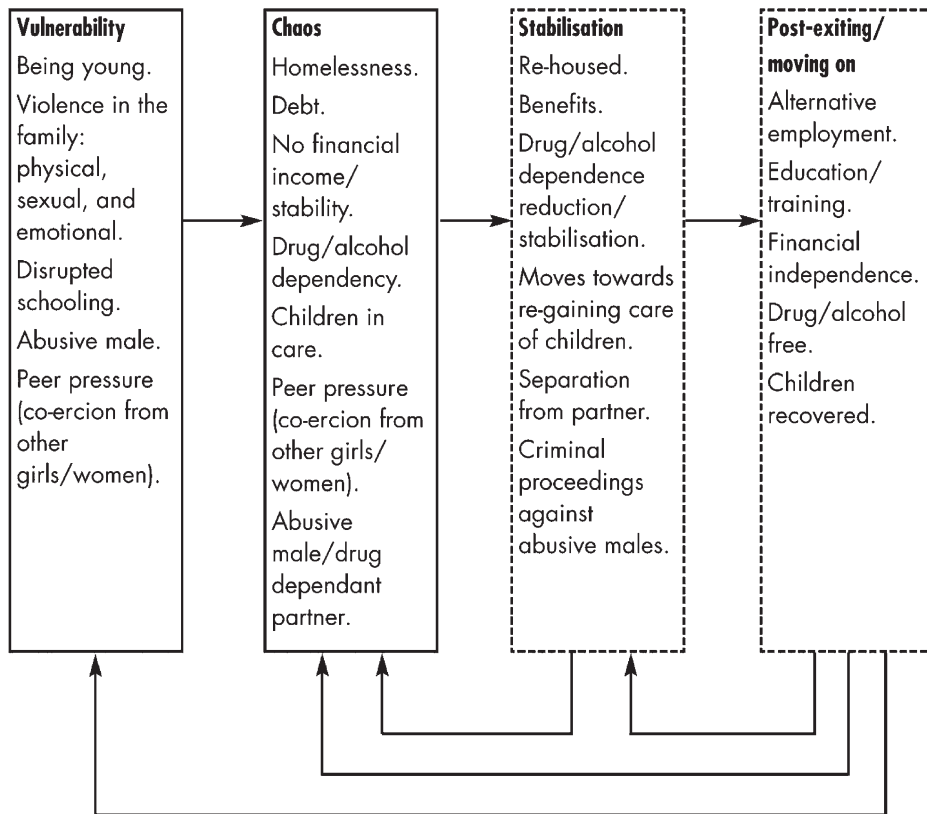 Vulnerability
Being young.
Violence in the
family:
physical,
sexual, and
emotional.
Disrupted
schooling.
Abusive male.
Peer pressure
(co-ercion from
other
girls/women).
Chaos
Homelessness.
Debt.
No financial
income/
stability.
Drug/alcohol
dependency.
Children in
care.
Peer pressure
(co-ercion from
other girls/
women).
Abusive
male/drug
dependant
partner.
Stabilisation
Re-housed.
Benefits.
Drug/alcohol
dependence
reduction/
stabilisation.
Moves towards
re-gaining care
of children.
Separation
from partner.
Criminal
proceedings
against
abusive males.
Post-exiting/
moving on
Alternative
employment.
Education/
training.
Financial
independence.
Drug/alcohol
free.
Children
recovered.